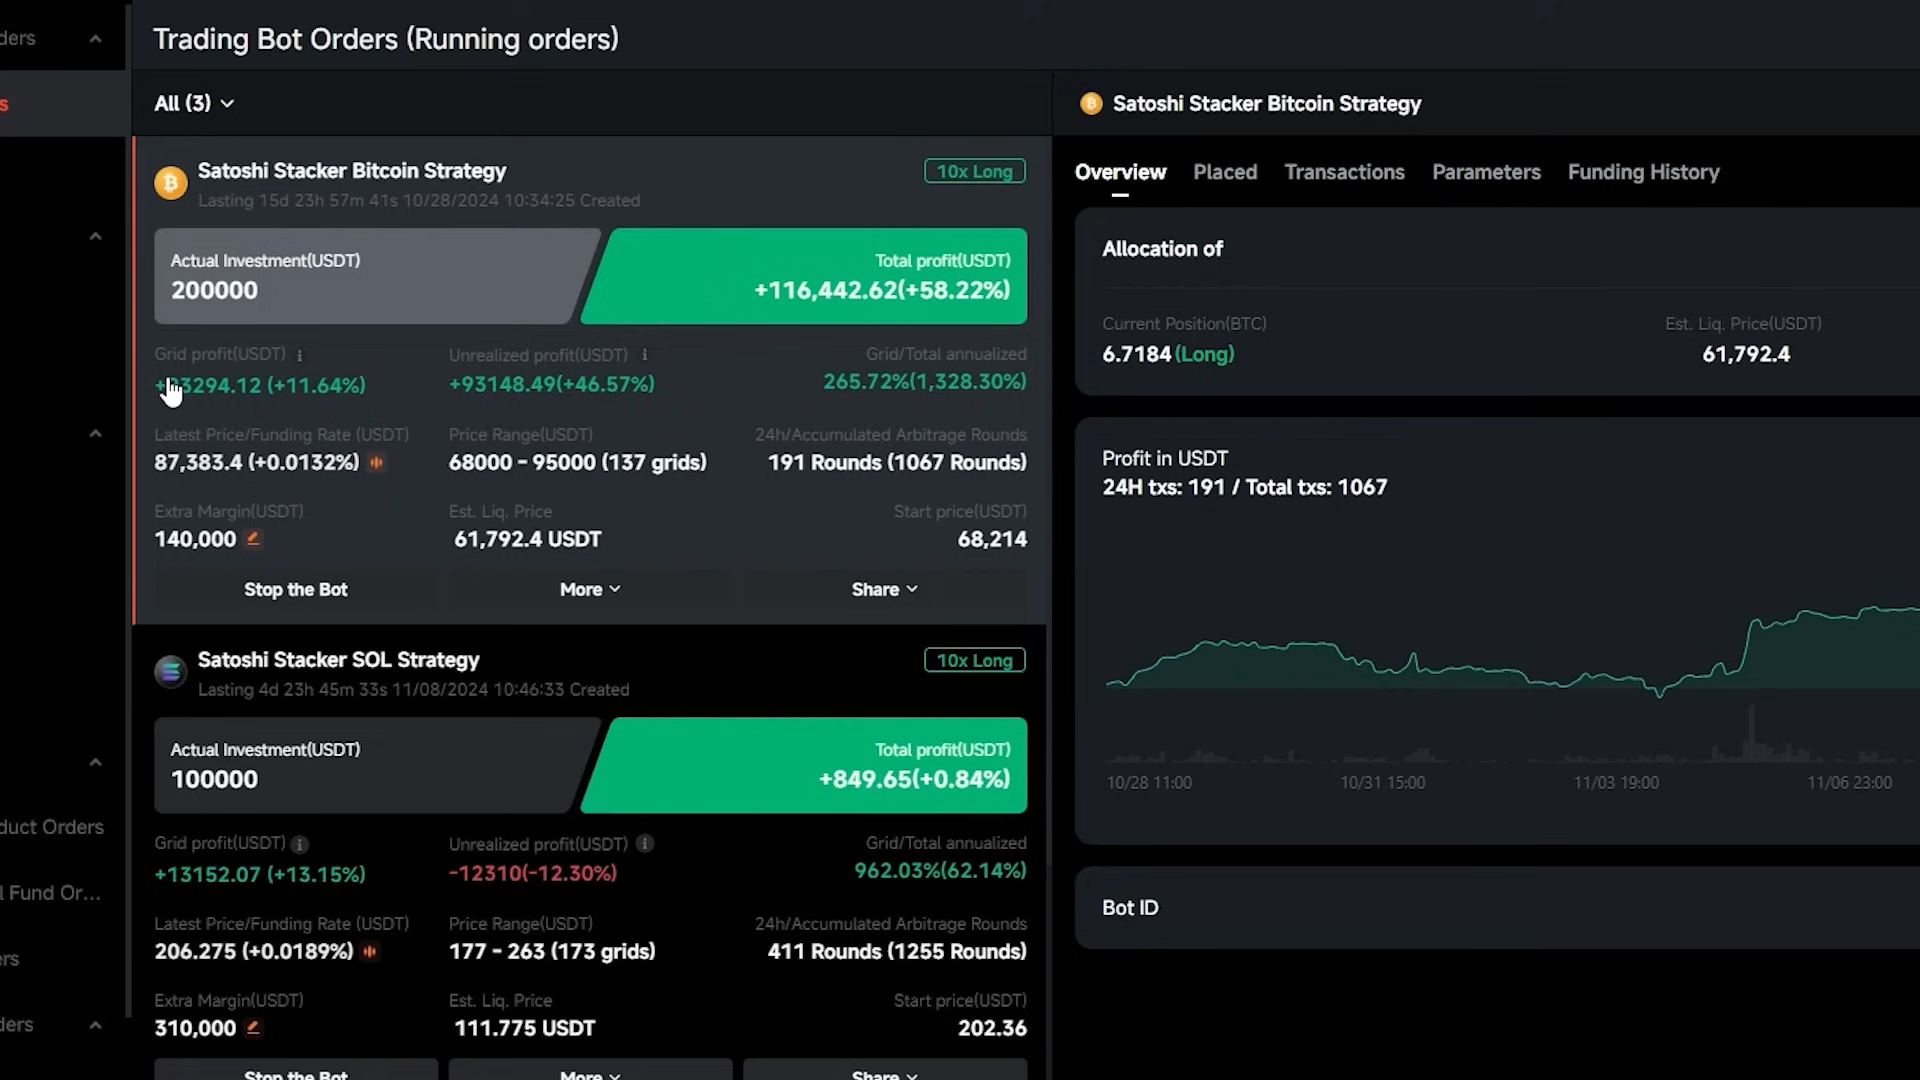 ders
Trading Bot Orders (Running orders)
s
All (3)
Satoshi Stacker Bitcoin Strategy
10x Long
Lasting 15d 23h 57m 41s 10/28/2024 10:34:25 Created
Actual Investment(USDT)
Total profit(USDT)
200000
+116,442.62(+58.22%)
Grid profit(USDT)
Unrealized profit(USDT)
Grid/Total annualized
3294.12 (+11.64%)
+93148.49(+46.57%)
265.72%(1,328.30%)
Latest Price/Funding Rate (USDT)
Price Range(USDT)
24h/Accumulated Arbitrage Rounds
87,383.4 (+0.0132%)
68000 - 95000 (137 grids)
191 Rounds (1067 Rounds)
Extra Margin(USDT)
Est. Liq. Price
Start price(USDT)
140,000
61,792.4 USDT
68,214
Stop the Bot
More
Share
Satoshi Stacker SOL Strategy
10x Long
Lasting 4d 23h 45m 33s 11/08/2024 10:46:33 Created
Actual Investment(USDT)
Total profit(USDT)
100000
+849.65(+0.84%)
Grid profit(USDT)
Unrealized profit(USDT)
Grid/Total annualized
+13152.07 (+13.15%)
-12310(-12.30%)
962.03%(62.14%)
Latest Price/Funding Rate (USDT)
Price Range(USDT)
24h/Accumulated Arbitrage Rounds
206.275 (+0.0189%)
177 - 263 (173 grids)
411 Rounds (1255 Rounds)
Extra Margin(USDT)
Est. Liq. Price
Start price(USDT)
310,000
111.775 USDT
202.36
Stop the Bot
More
Share
duct Orders
l Fund Or...
ers
ders
Satoshi Stacker Bitcoin Strategy
Overview
Placed
Transactions
Parameters
Funding History
Allocation of
Current Position(BTC)
Est. Liq. Price(USDT)
6.7184(Long)
61,792.4
Profit in USDT
24H txs: 191 / Total txs: 1067
10/28 11:00
10/31 15:00
11/03 19:00
11/06 23:00
Bot ID